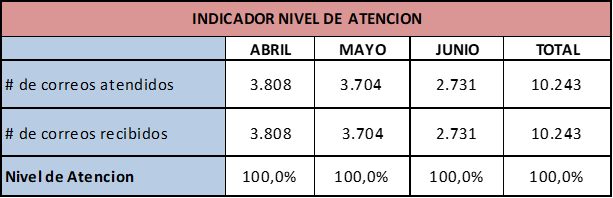 INDICADOR NIVEL DE ATENCION
ABRIL MAYO JUNIO TOTAL
# de correos atendidos 3.808 3.704 2.731 10.243
# de correos recibidos 3.808 3.704 2.731 10.243
Nivel de Atencion 100,0% 100,0% 100,0% 100,0%